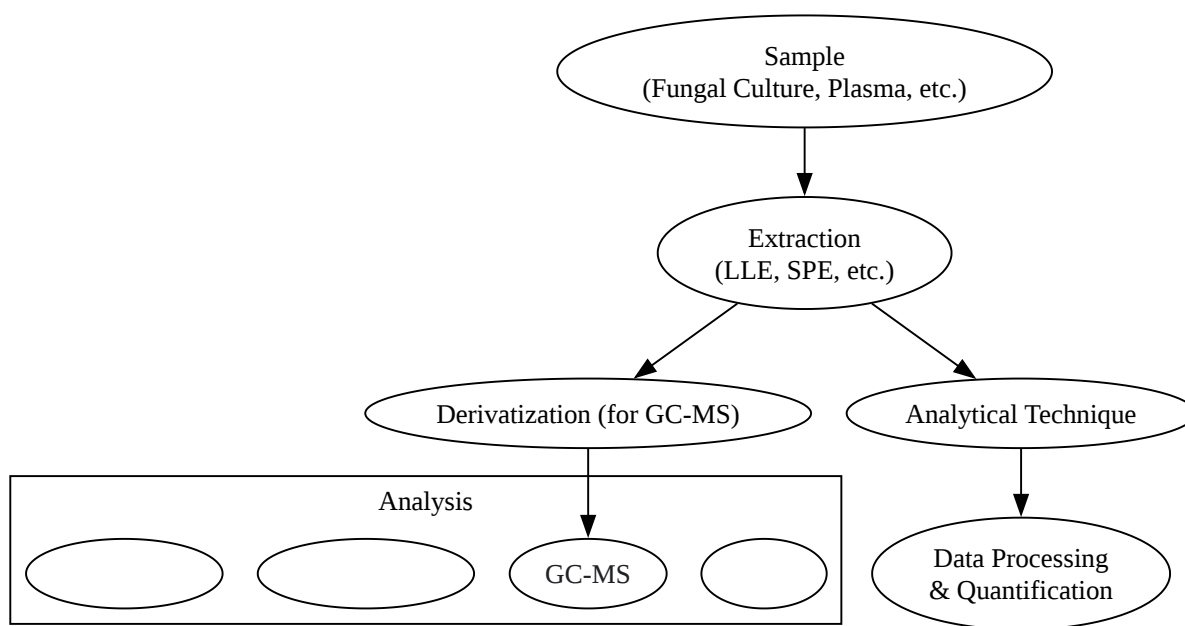 Sample
(Fungal Culture, Plasma, etc.)
Extraction
(LLE, SPE, etc.)
Derivatization (for GC-MS)
Analytical Technique
Analysis
GC-MS
Data Processing
& Quantification